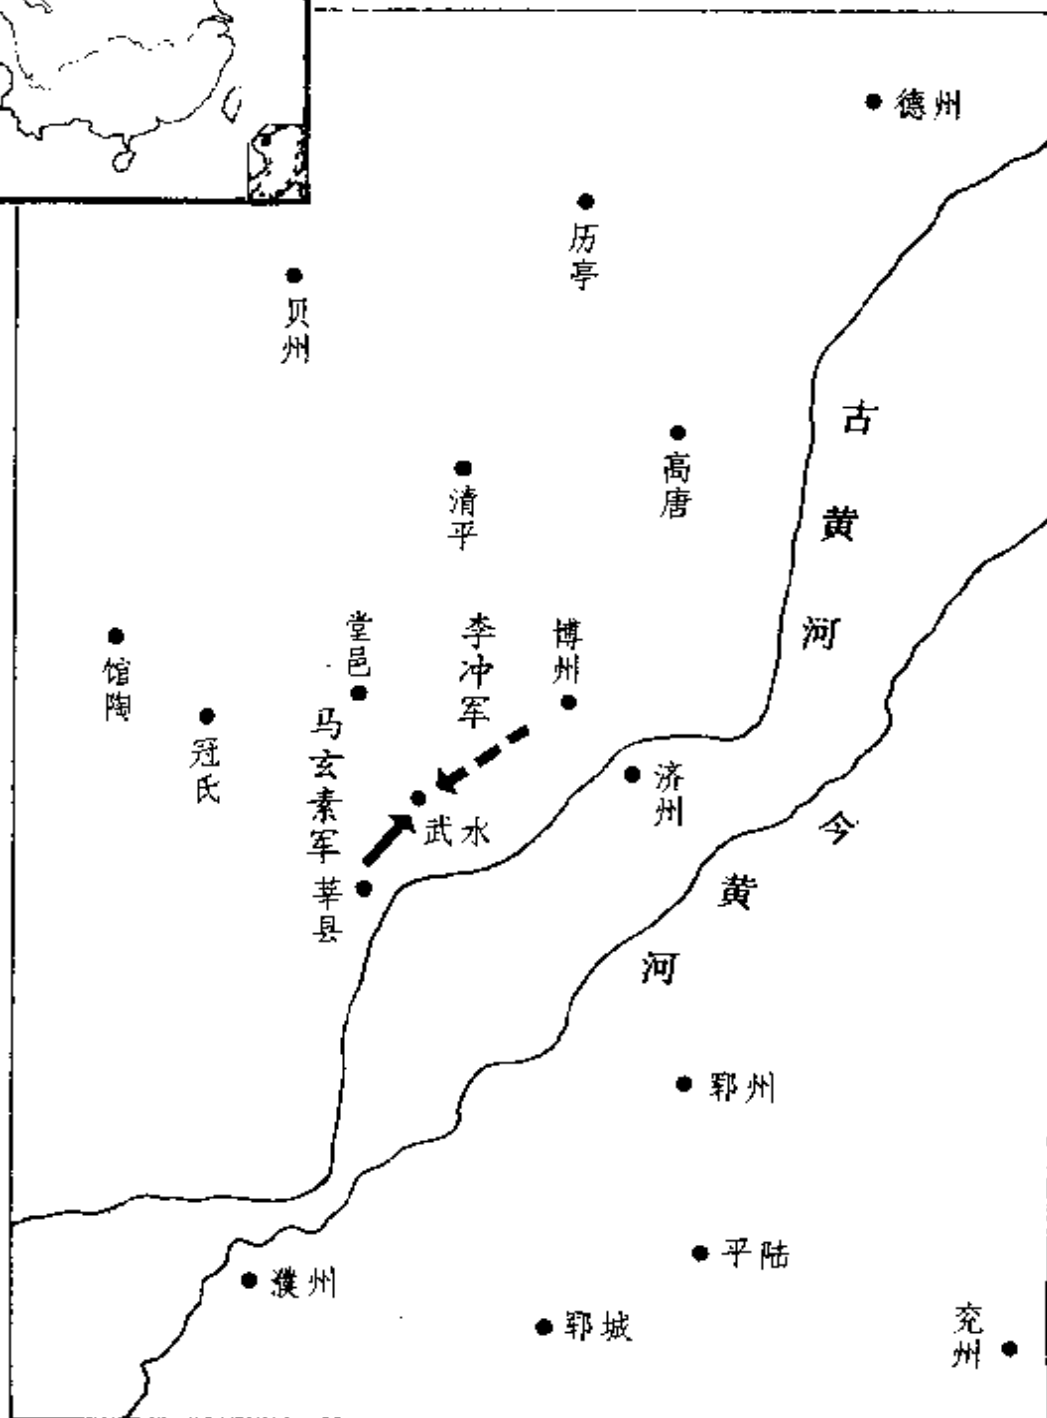 德州
历亭
贝州
古黄河
高唐
清平
堂邑
李冲军
博州
馆陶
冠氏
马玄素军
济州
武水
今黄河
莘县
郓州
平陆
濮州
郓城
兖州